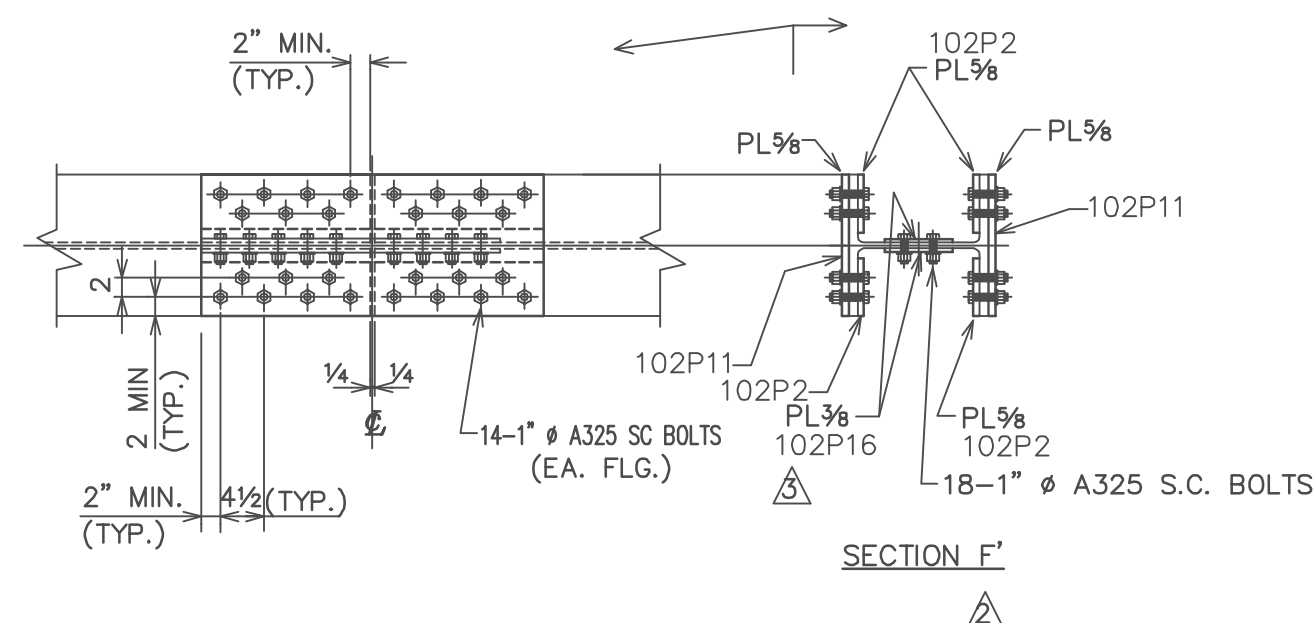 2" MIN.
(TYP.)
102P2
PL⅝
PL⅝
PL⅝
102P11
2
2 MIN
(TYP.)
¼ ¼
℄
102P11
102P2
PL⅜
102P16
3
PL⅝
102P2
14-1" ø A325 SC BOLTS
(EA. FLG.)
18-1" ø A325 S.C. BOLTS
2" MIN.
(TYP.)
4½ (TYP.)
SECTION F'
2